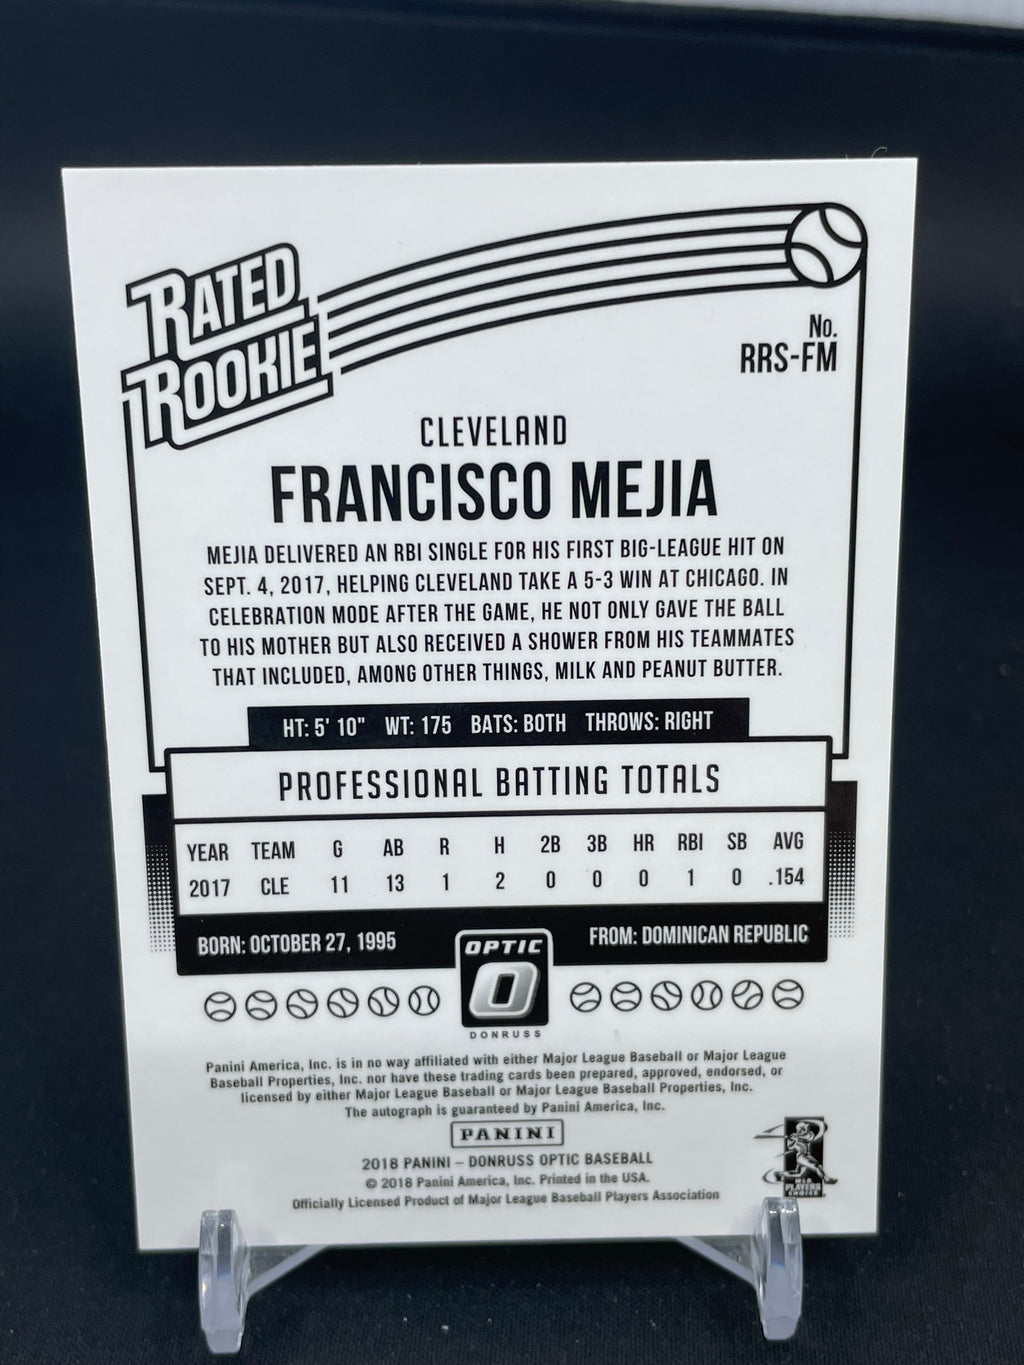 RATED
ROOKIE
No.
RRS-FM
CLEVELAND
FRANCISCO MEJIA
MEJIA DELIVERED AN RBI SINGLE FOR HIS FIRST BIG-LEAGUE HIT ON
SEPT. 4, 2017, HELPING CLEVELAND TAKE A 5-3 WIN AT CHICAGO. IN
CELEBRATION MODE AFTER THE GAME, HE NOT ONLY GAVE THE BALL
TO HIS MOTHER BUT ALSO RECEIVED A SHOWER FROM HIS TEAMMATES
THAT INCLUDED, AMONG OTHER THINGS, MILK AND PEANUT BUTTER.
HT: 5' 10" WT: 175 BATS: BOTH THROWS: RIGHT
PROFESSIONAL BATTING TOTALS
YEAR TEAM G AB R H 2B 3B HR RBI SB AVG
2017 CLE 11 13 1 2 0 0 0 1 0 .154
BORN: OCTOBER 27, 1995 FROM: DOMINICAN REPUBLIC
OPTIC
O
DONRUSS
Panini America, Inc. is in no way affiliated with either Major League Baseball or Major League
Baseball Properties, Inc. nor have these trading cards been prepared, approved, endorsed, or
licensed by either Major League Baseball or Major League Baseball Properties, Inc.
The autograph is guaranteed by Panini America, Inc.
PANINI
2018 PANINI – DONRUSS OPTIC BASEBALL
© 2018 Panini America, Inc. Printed in the USA.
Officially Licensed Product of Major League Baseball Players Association
MLB
PLAYERS
CHOICE